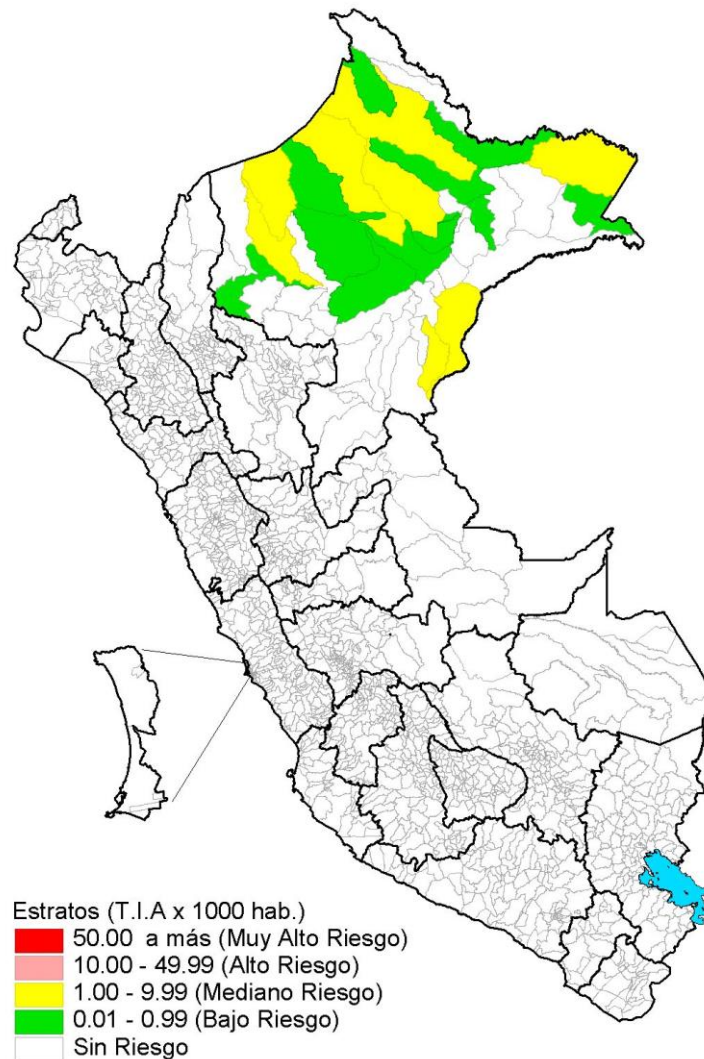 Estratos (T.I.A x 1000 hab.)
50.00 a más (Muy Alto Riesgo)
10.00 - 49.99 (Alto Riesgo)
1.00 - 9.99 (Mediano Riesgo)
0.01 - 0.99 (Bajo Riesgo)
Sin Riesgo